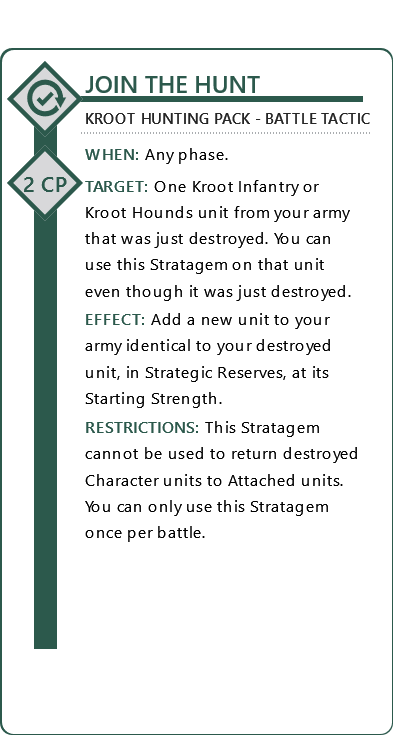 JOIN THE HUNT
KROOT HUNTING PACK - BATTLE TACTIC
WHEN: Any phase.
2 CP
TARGET: One Kroot Infantry or
Kroot Hounds unit from your army
that was just destroyed. You can
use this Stratagem on that unit
even though it was just destroyed.
EFFECT: Add a new unit to your
army identical to your destroyed
unit, in Strategic Reserves, at its
Starting Strength.
RESTRICTIONS: This Stratagem
cannot be used to return destroyed
Character units to Attached units.
You can only use this Stratagem
once per battle.